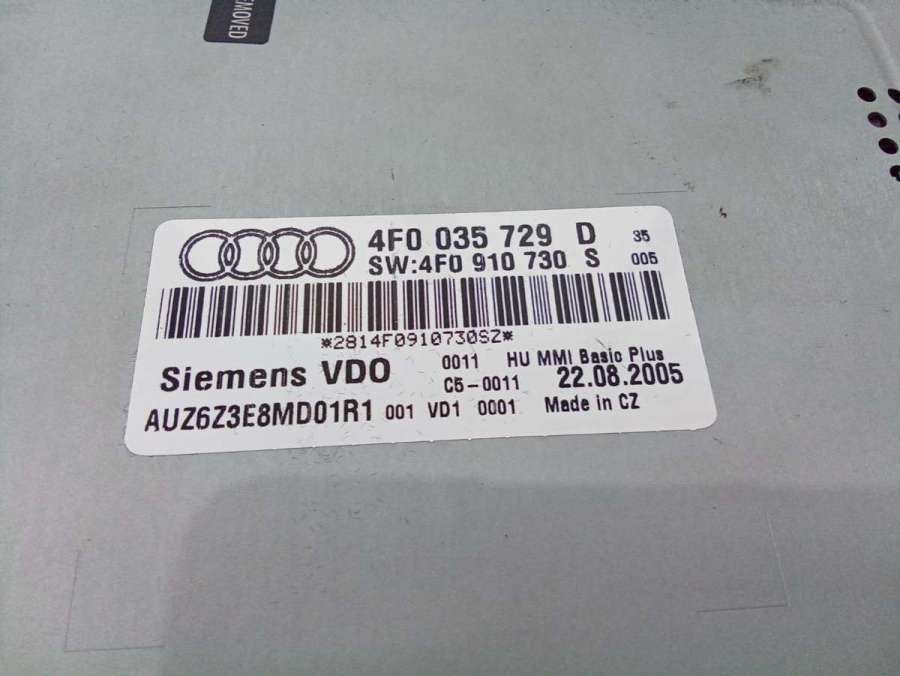 EMOVED
4F0 035 729 D 35
SW:4F0 910 730 S 005
*2814F0910730SZ*
Siemens VDO 0011 HU MMI Basic Plus
C5-0011 22.08.2005
AUZ6Z3E8MD01R1 001 VD1 0001 Made in CZ